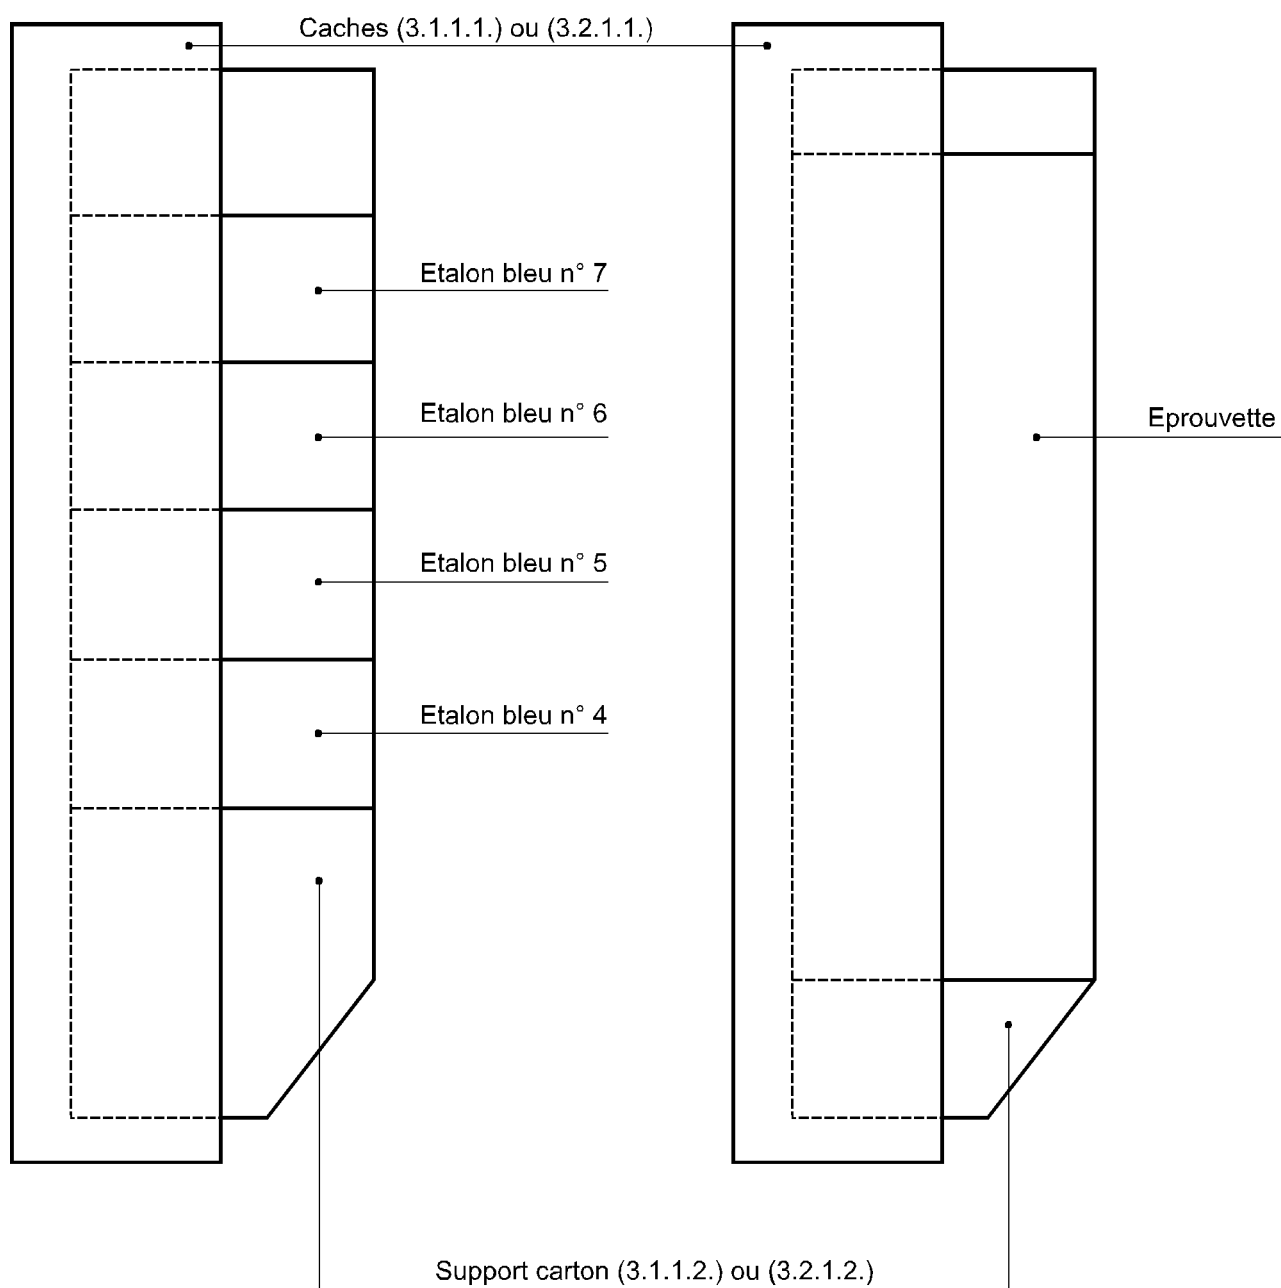 Caches (3.1.1.1.) ou (3.2.1.1.)
Etalon bleu n° 7
Etalon bleu n° 6
Eprouvette
Etalon bleu n° 5
Etalon bleu n° 4
Support carton (3.1.1.2.) ou (3.2.1.2.)